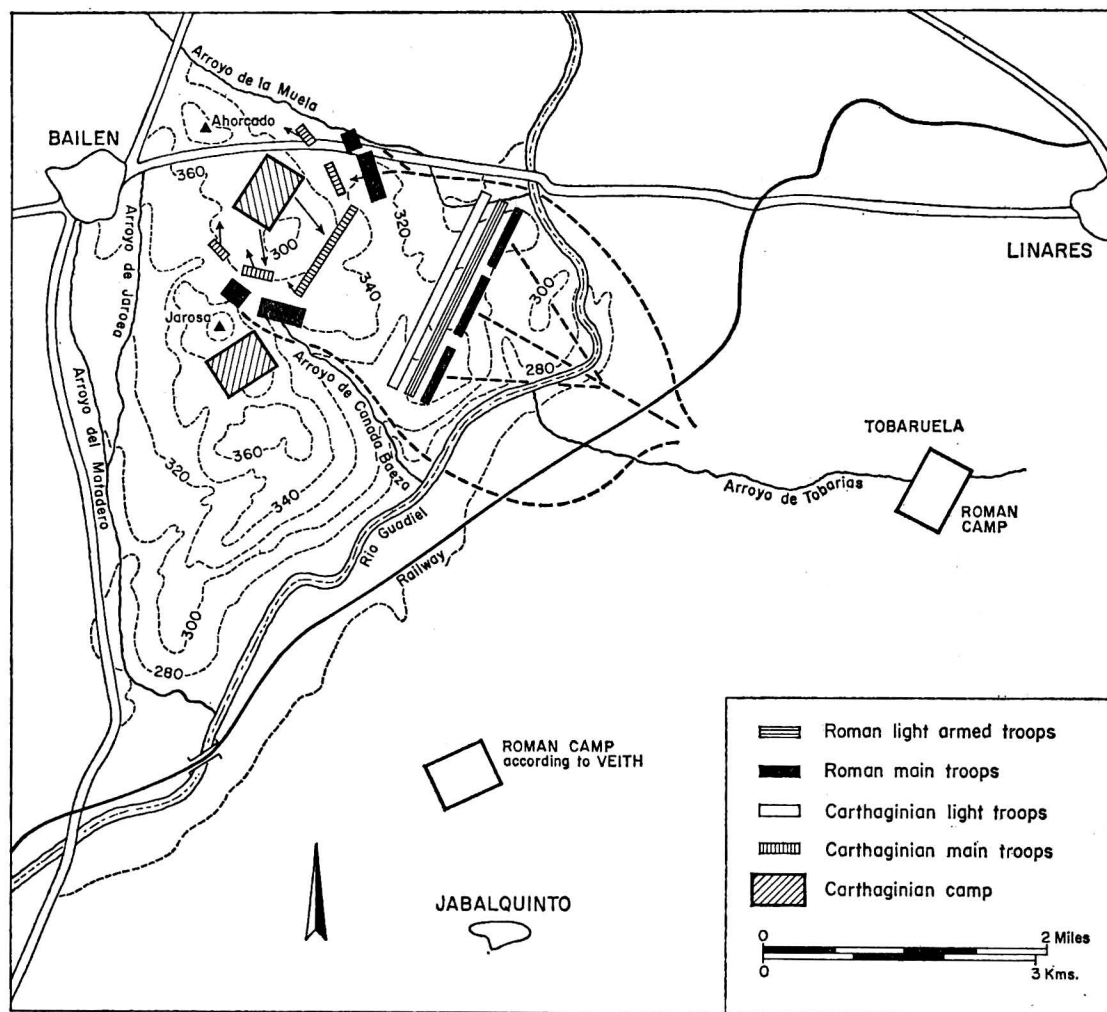 Arroyo de la Muela
Ahorcado
BAILEN
360
320
300
340
300
LINARES
Arroyo de Jaroea
Jarosa
280
Arroyo de Canada Baeza
Arroyo del Matadero
TOBARUELA
360
320
Arroyo de Tobarias
ROMAN
CAMP
340
Rio Guadiel
Railway
300
280
ROMAN CAMP
according to VEITH
JABALQUINTO
Roman light armed troops
Roman main troops
Carthaginian light troops
Carthaginian main troops
Carthaginian camp
0 2 Miles
0 3 Kms.